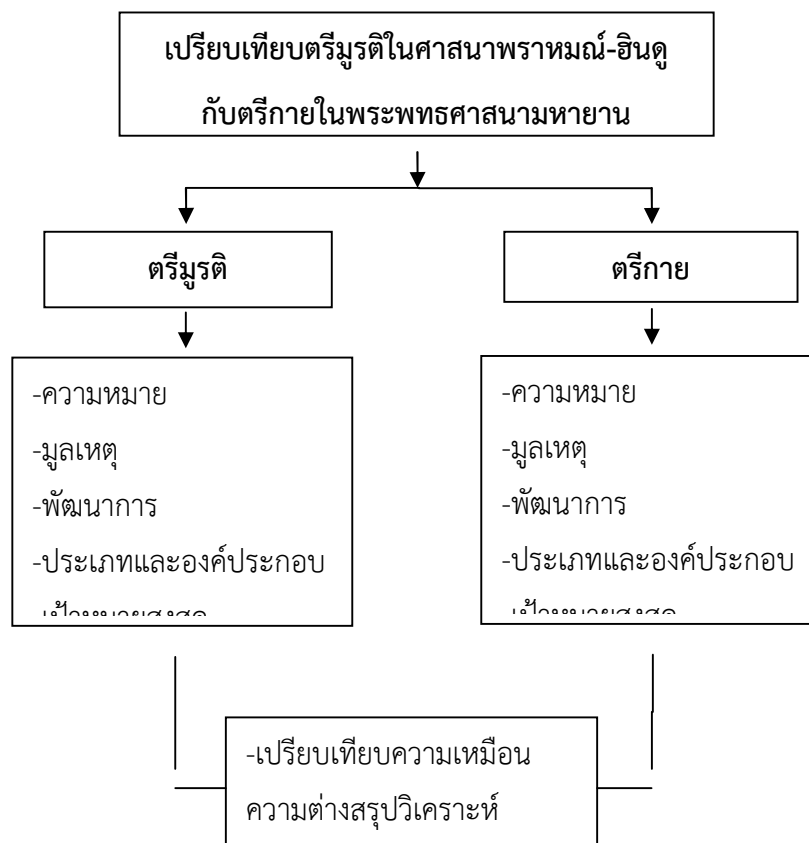 เปรียบเทียบตรีมูรติในศาสนาพราหมณ์-ฮินดู
กับตรีกายในพระพทธศาสนามหายาน
ตรีมูรติ
ตรีกาย
-ความหมาย
-มูลเหตุ
-พัฒนาการ
-ประเภทและองค์ประกอบ
-ความหมาย
-มูลเหตุ
-พัฒนาการ
-ประเภทและองค์ประกอบ
-เปรียบเทียบความเหมือน
ความต่างสรุปวิเคราะห์